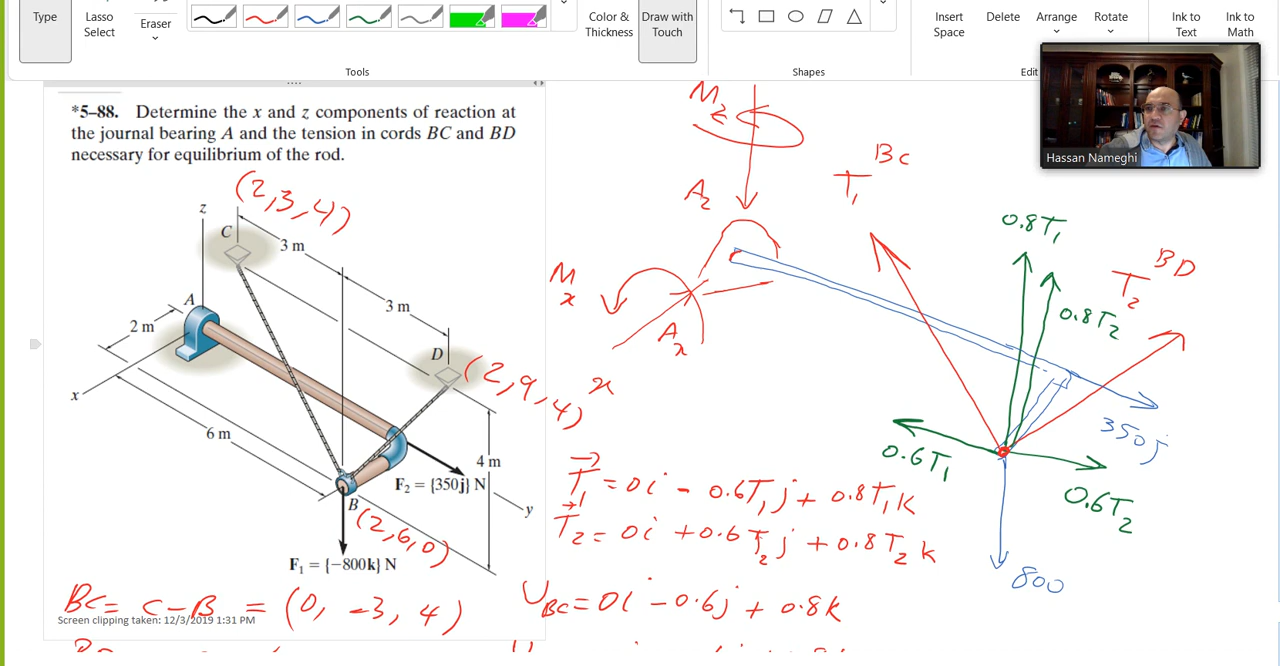 Type
Lasso
Select
Eraser
Color &
Thickness
Draw with
Touch
Insert
Space
Delete
Arrange
Rotate
Ink to
Text
Ink to
Math
Tools
Shapes
Edit
Hassan Nameghi
*5–88. Determine the x and z components of reaction at
the journal bearing A and the tension in cords BC and BD
necessary for equilibrium of the rod.
(2,3,4)
z
C
3 m
A
3 m
2 m
D
(2,9,4)
x
x
6 m
4 m
F₂ = {350j} N
B
y
(2,6,0)
F₁ = {−800k} N
BC = C-B = (0, -3, 4)
Screen clipping taken: 12/3/2019 1:31 PM
Mz
Az
Mx
Ax
T₁ BC
0.8T₁
T₂ BD
0.8T₂
350j
0.6T₁
0.6T₂
800
T₁ = 0i - 0.6T₁j + 0.8T₁k
T₂ = 0i + 0.6T₂j + 0.8T₂k
U BC = 0i - 0.6j + 0.8k